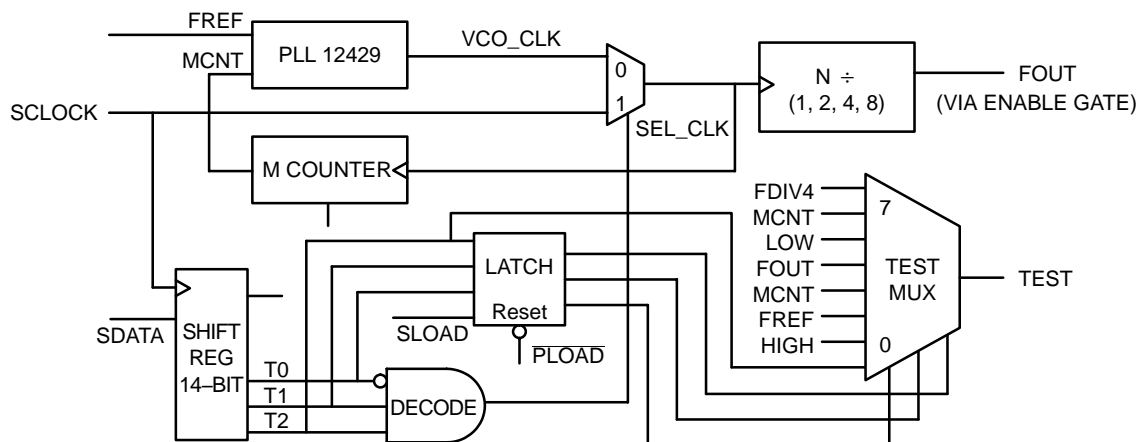 FREF
VCO_CLK
PLL 12429
MCNT
0
N ÷
FOUT
1
(1, 2, 4, 8)
(VIA ENABLE GATE)
SCLOCK
SEL_CLK
M COUNTER
FDIV4
7
MCNT
LOW
LATCH
FOUT
TEST
MUX
TEST
MCNT
Reset
FREF
SDATA
SHIFT
REG
14–BIT
SLOAD
PLOAD
HIGH
0
T0
T1
DECODE
T2